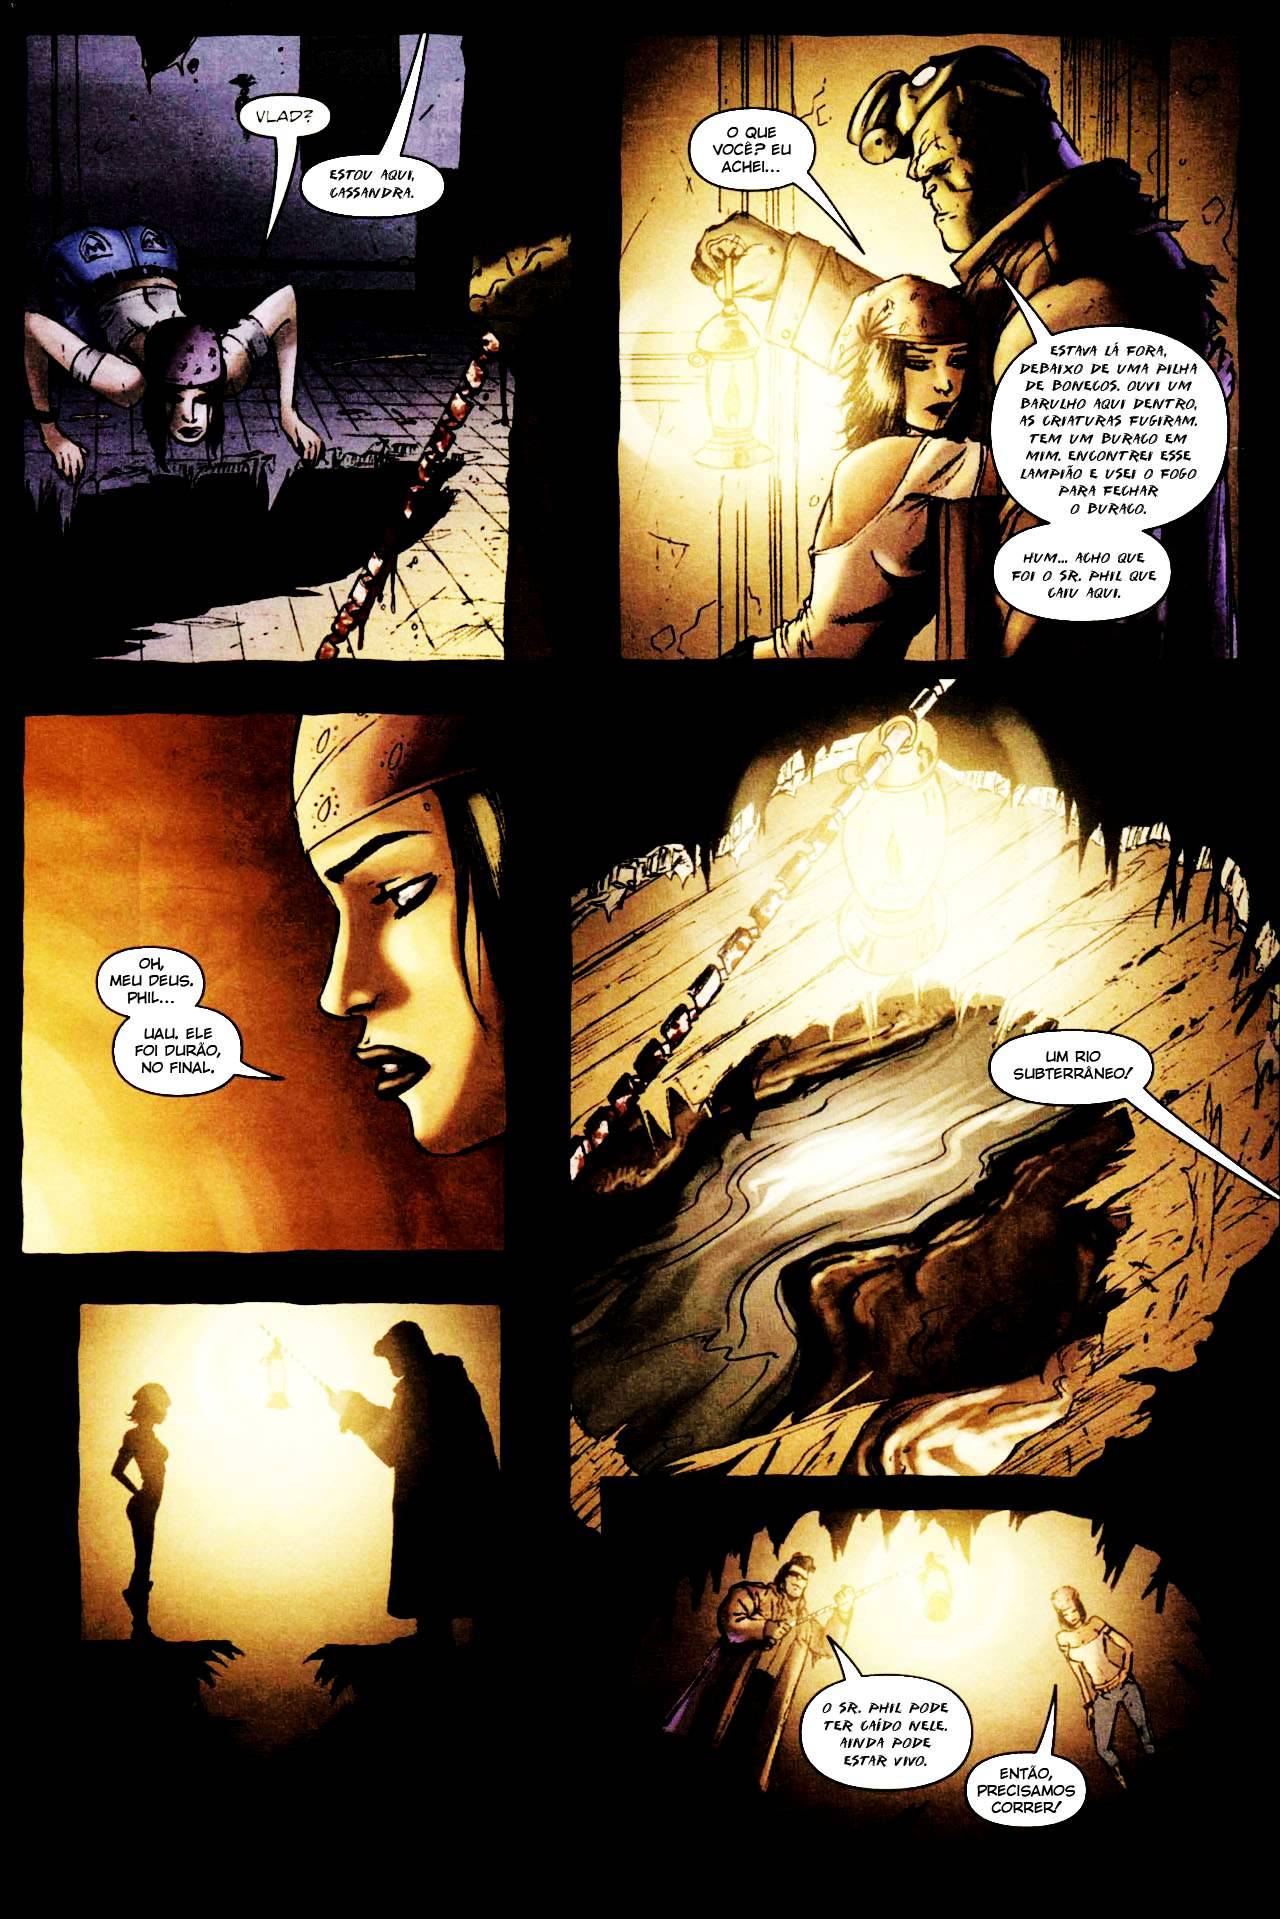 VLAD?
ESTOU AQUI,
CASSANDRA.
O QUE
VOCÊ? EU
ACHEI...
ESTAVA LÁ FORA,
DEBAIXO DE UMA PILHA
DE BONECOS. OUVI UM
BARULHO AQUI DENTRO,
AS CRIATURAS FUGIRAM.
TEM UM BURACO EM
MIM. ENCONTREI ESSE
LAMPIÃO E USEI O FOGO
PARA FECHAR
O BURACO.
HUM... ACHO QUE
FOI O SR. PHIL QUE
CAIU AQUI.
OH,
MEU DEUS.
PHIL...
UAU. ELE
FOI DURÃO,
NO FINAL.
UM RIO
SUBTERRÂNEO!
O SR. PHIL PODE
TER CAÍDO NELE.
AINDA PODE
ESTAR VIVO.
ENTÃO,
PRECISAMOS
CORRER!